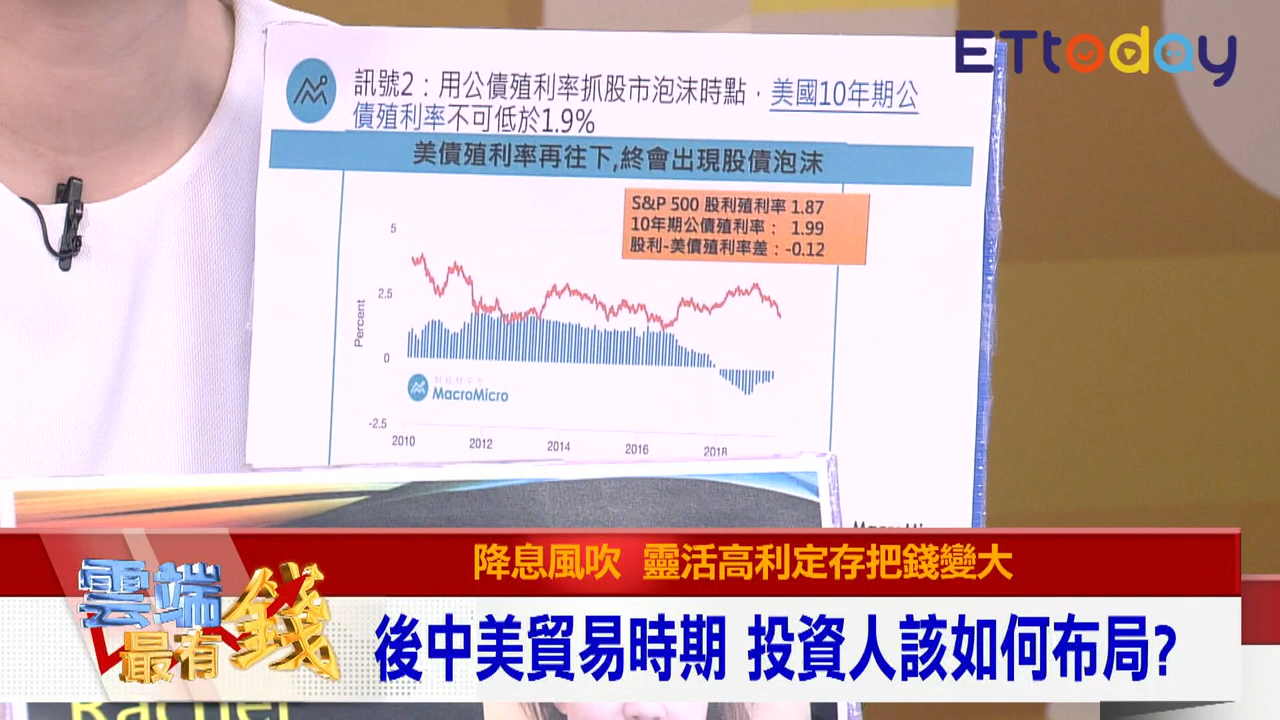 ETtoday
訊號2：用公債殖利率抓股市泡沫時點，美國10年期公
債殖利率不可低於1.9%
美債殖利率再往下,終會出現股債泡沫
S&P 500 股利殖利率 1.87
10年期公債殖利率： 1.99
股利-美債殖利率差：-0.12
5
2.5
Percent
0
MacroMicro
-2.5
2010 2012 2014 2016 2018
降息風吹 靈活高利定存把錢變大
雲端
最有錢
後中美貿易時期 投資人該如何布局?
Rachel